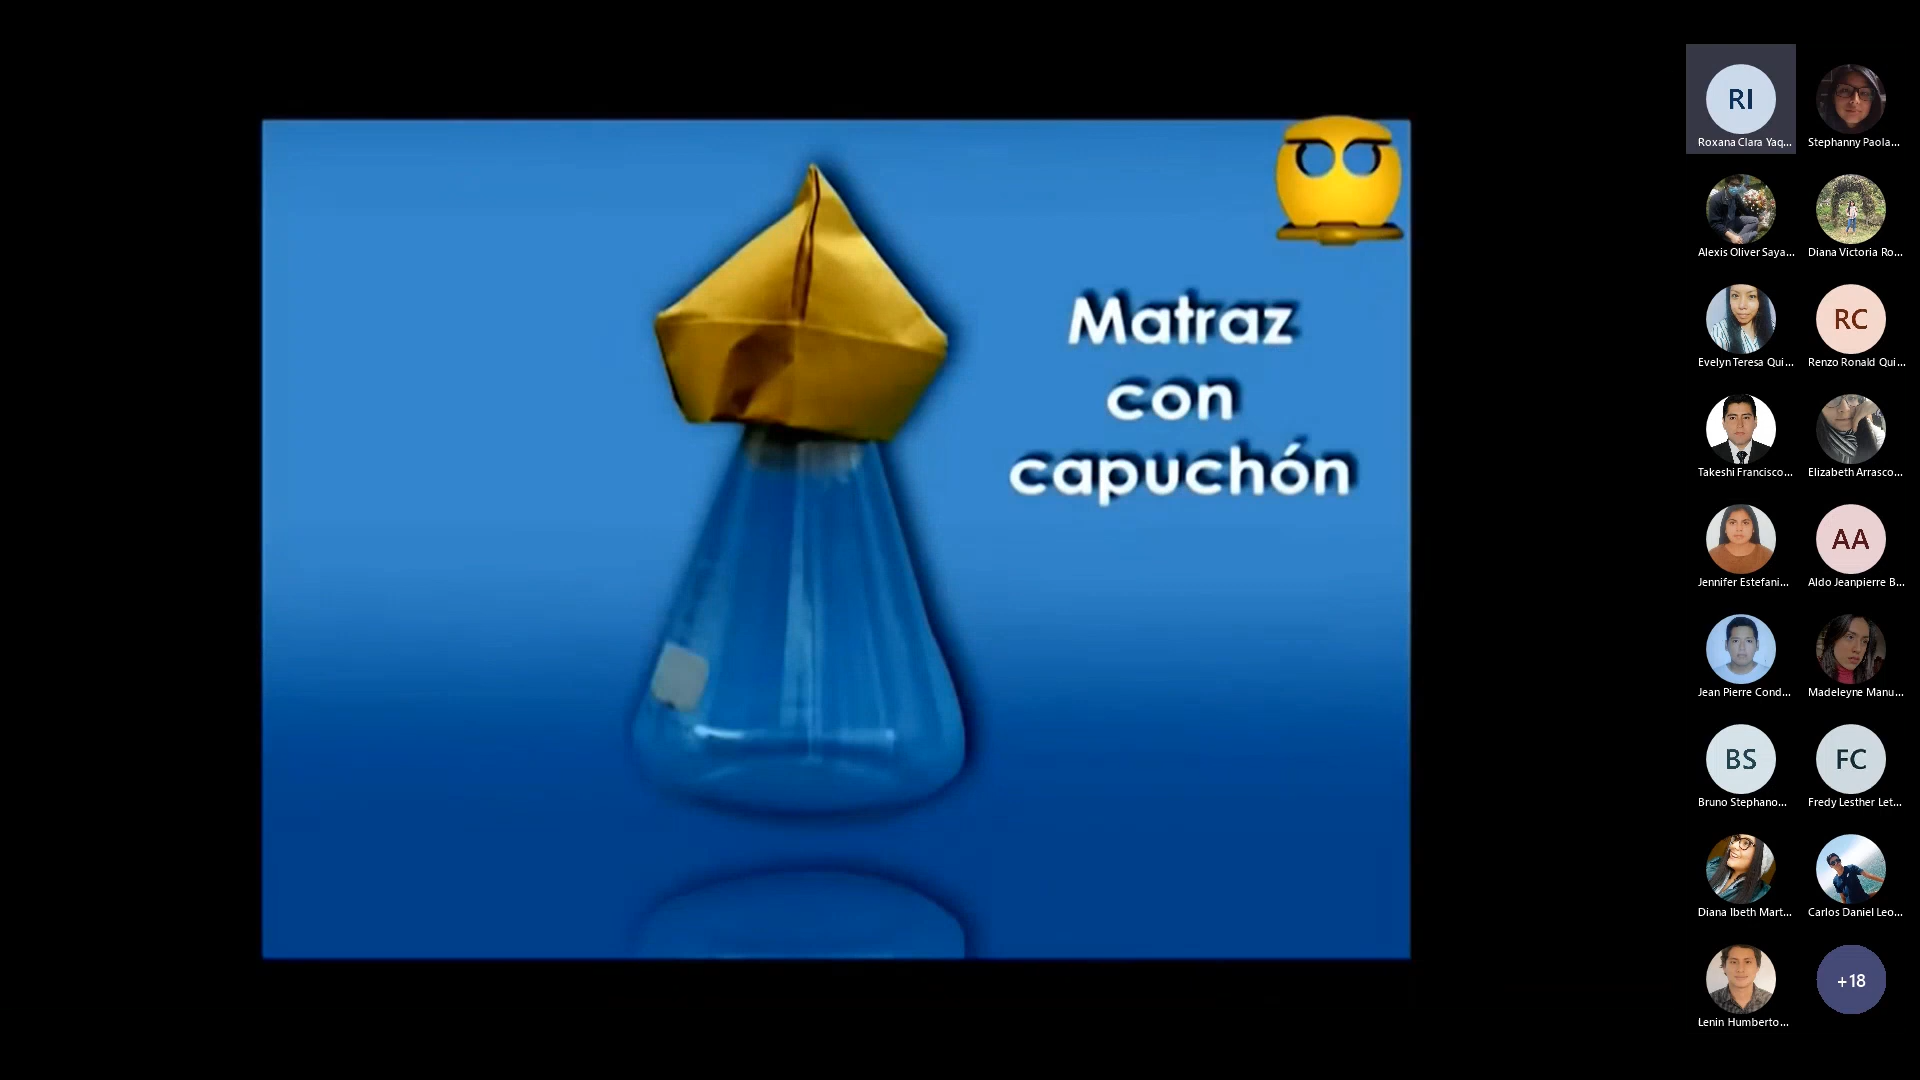 Matraz
con
capuchón
RI
Roxana Clara Yaq...
Stephanny Paola...
Alexis Oliver Saya...
Diana Victoria Ro...
Evelyn Teresa Qui...
RC
Renzo Ronald Qui...
Takeshi Francisco...
Elizabeth Arrasco...
Jennifer Estefani...
AA
Aldo Jeanpierre B...
Jean Pierre Cond...
Madeleyne Manu...
BS
Bruno Stephano...
FC
Fredy Lesther Let...
Diana Ibeth Mart...
Carlos Daniel Leo...
Lenin Humberto...
+18